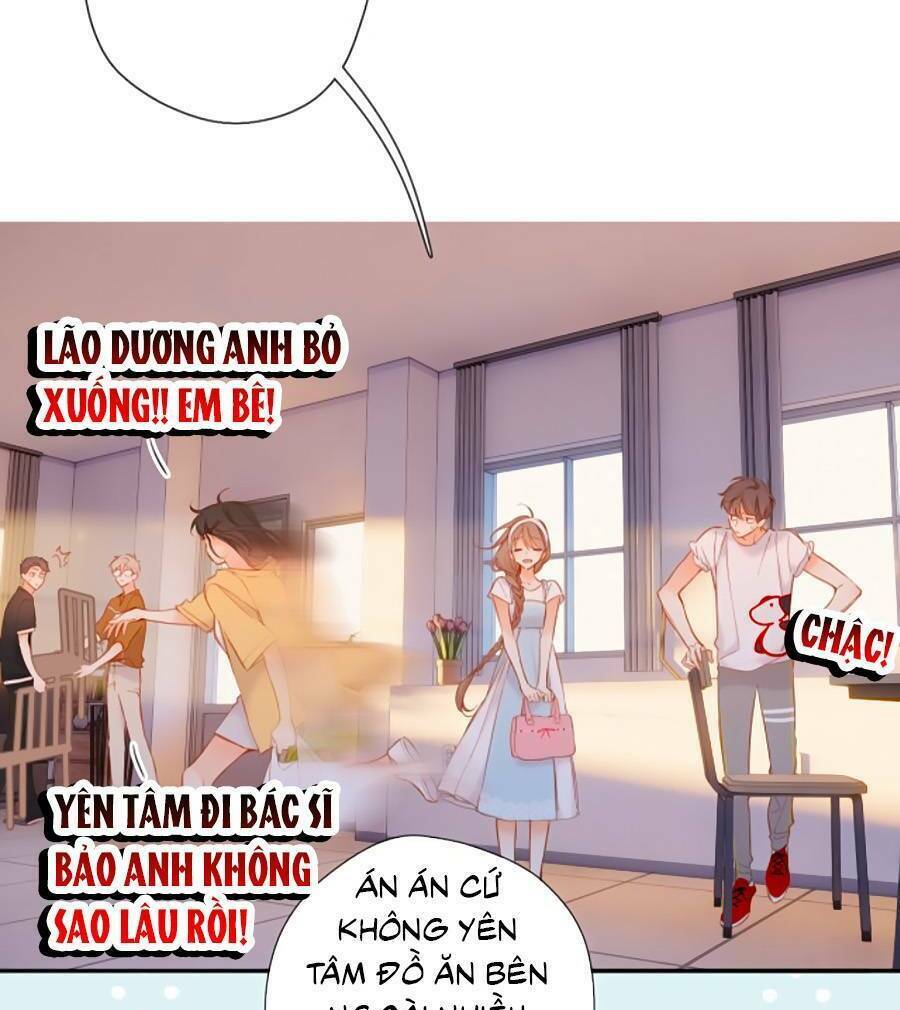 LÃO DƯƠNG ANH BỎ
XUỐNG!! EM BÊ!
CHẬC!
YÊN TÂM ĐI BÁC SĨ
BẢO ANH KHÔNG
SAO LÂU RỒI!
ÁN ÁN CỨ
KHÔNG YÊN
TÂM ĐỒ ĂN BÊN